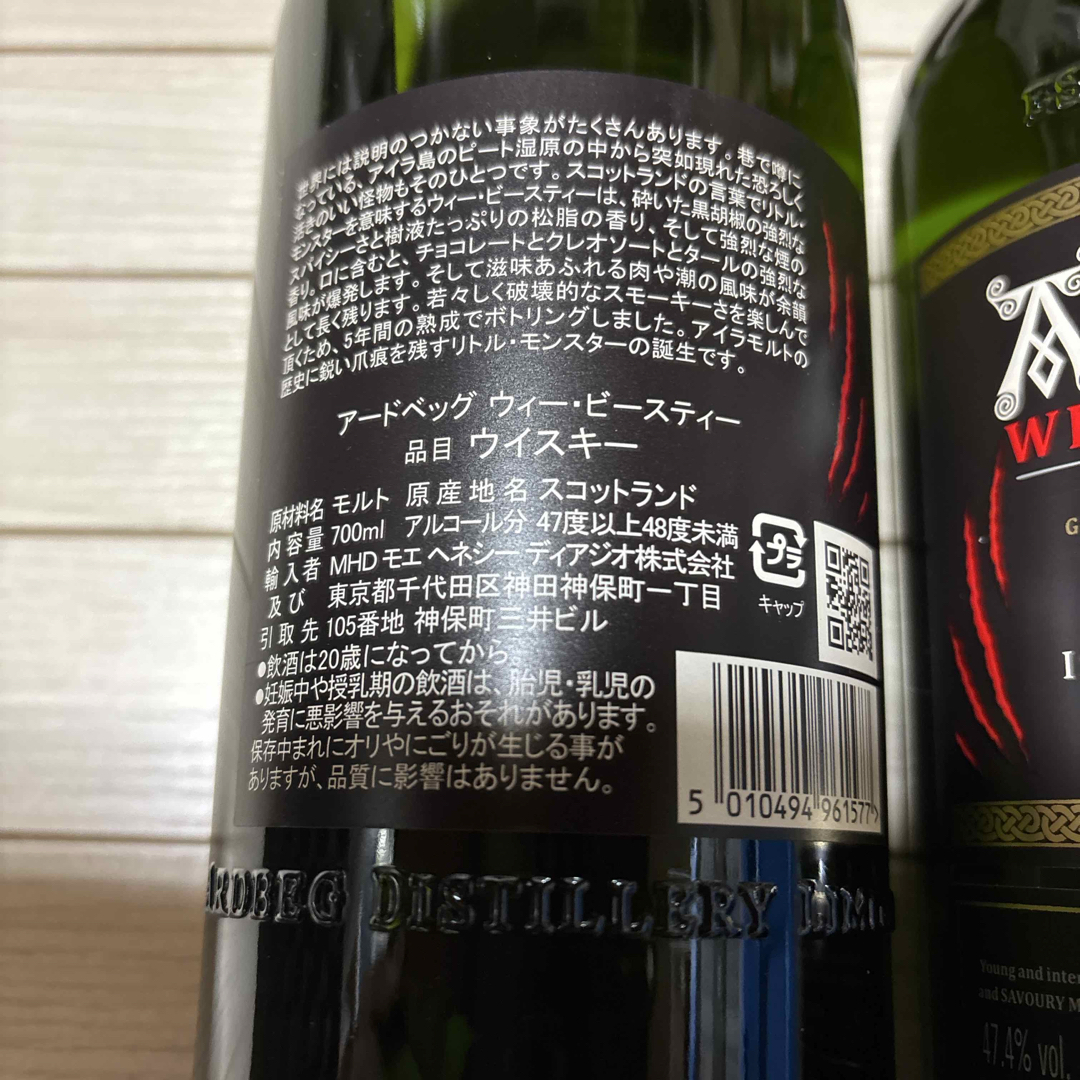 世界には説明のつかない事象がたくさんあります。巷で噂に
なっている、アイラ島のピート湿原の中から突如現れた恐ろしく
活きのいい怪物もそのひとつです。スコットランドの言葉でリトル
モンスターを意味するウィー・ビースティーは、砕いた黒胡椒の強烈な
スパイシーさと樹液たっぷりの松脂の香り、そして強烈な煙の
香り。口に含むと、チョコレートとクレオソートとタールの強烈な
風味が爆発します。そして滋味あふれる肉や潮の風味が余韻
として長く残ります。若々しく破壊的なスモーキーさを楽しんで
頂くため、5年間の熟成でボトリングしました。アイラモルトの
歴史に鋭い爪痕を残すリトル・モンスターの誕生です。
アードベッグ ウィー・ビースティー
品目 ウイスキー
原材料名 モルト 原産地名 スコットランド
内容量 700ml アルコール分 47度以上48度未満
輸入者 MHD モエ ヘネシー ディアジオ株式会社
及び 東京都千代田区神田神保町一丁目
引取先 105番地 神保町三井ビル
●飲酒は20歳になってから
●妊娠中や授乳期の飲酒は、胎児・乳児の
発育に悪影響を与えるおそれがあります。
保存中まれにオリやにごりが生じる事が
ありますが、品質に影響はありません。
プラ
キャップ
5 010494 961577 >
ARDBEG DISTILLERY LIM
A
WE
G
I
Young and inter
and SAVOURY M
47.4% vol.